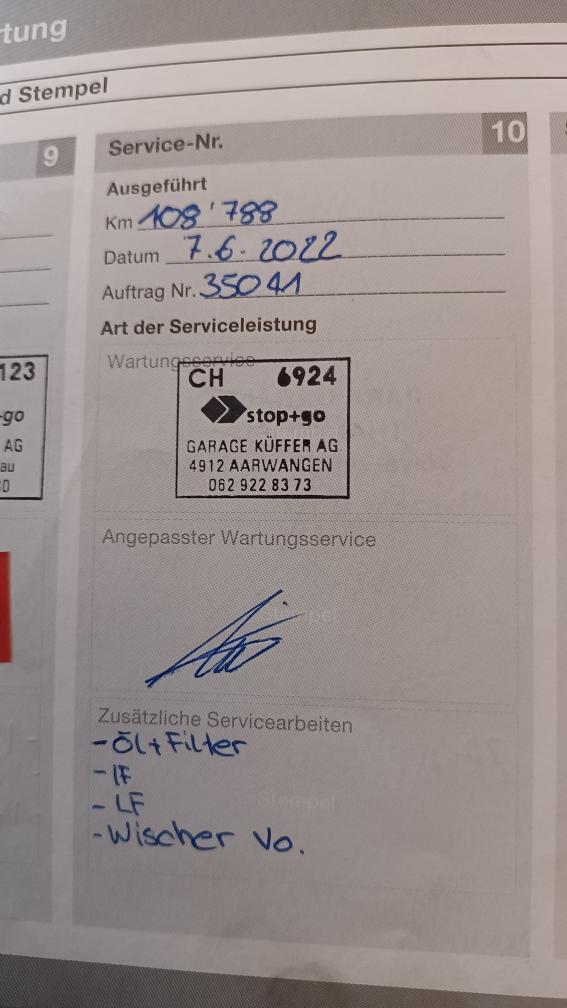 tung
d Stempel
9
Service-Nr. 10
Ausgeführt
Km 108'788
Datum 7.6.2022
Auftrag Nr. 35041
Art der Serviceleistung
Wartungsservice
CH 6924
stop+go
GARAGE KÜFFER AG
4912 AARWANGEN
062 922 83 73
123
-go
AG
au
0
Angepasster Wartungsservice
Stempel
Zusätzliche Servicearbeiten
-Öl+Filter
-IF
-LF
Stempel
-Wischer Vo.